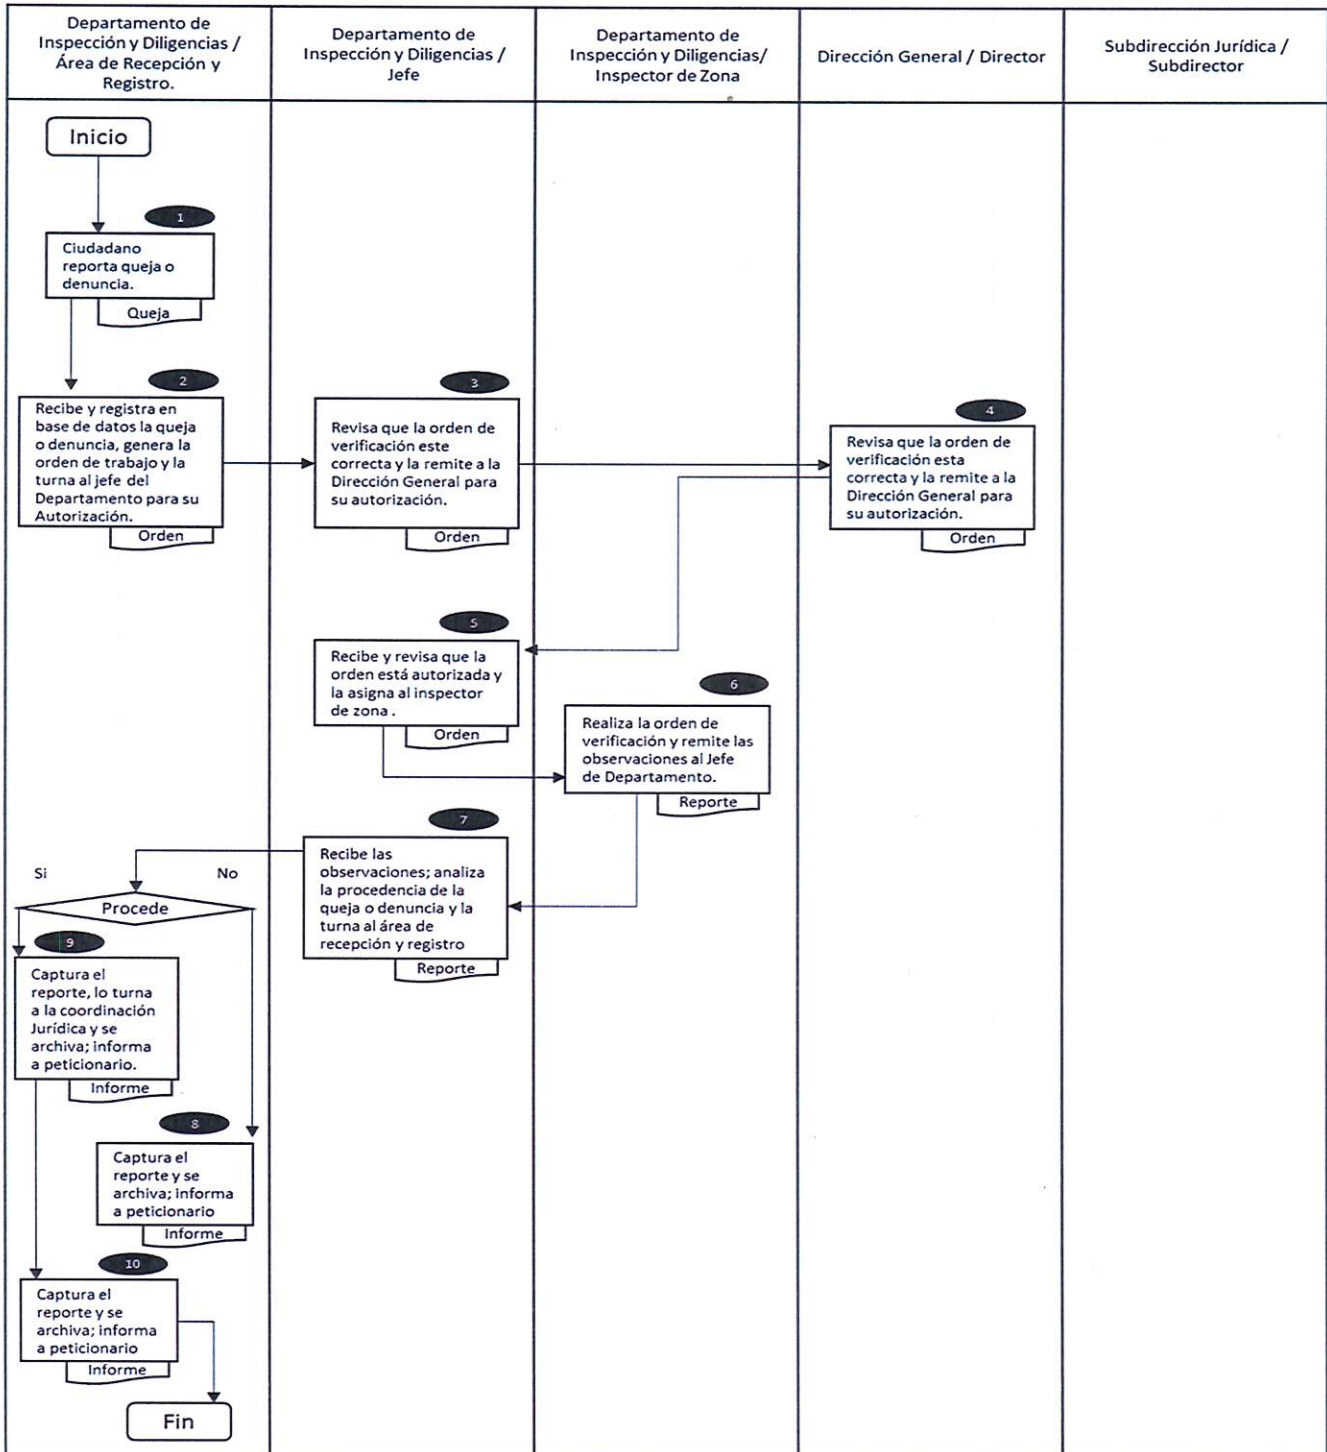 Departamento de
Inspección y Diligencias /
Área de Recepción y
Registro.
Departamento de
Inspección y Diligencias /
Jefe
Departamento de
Inspección y Diligencias/
Inspector de Zona
Dirección General / Director
Subdirección Jurídica /
Subdirector
Inicio
1
Ciudadano
reporta queja o
denuncia.
Queja
2
Recibe y registra en
base de datos la queja
o denuncia, genera la
orden de trabajo y la
turna al jefe del
Departamento para su
Autorización.
Orden
3
Revisa que la orden de
verificación este
correcta y la remite a la
Dirección General para
su autorización.
Orden
4
Revisa que la orden de
verificación esta
correcta y la remite a la
Dirección General para
su autorización.
Orden
5
Recibe y revisa que la
orden está autorizada y
la asigna al inspector
de zona .
Orden
6
Realiza la orden de
verificación y remite las
observaciones al Jefe
de Departamento.
Reporte
7
Recibe las
observaciones; analiza
la procedencia de la
queja o denuncia y la
turna al área de
recepción y registro
Reporte
Si
No
Procede
9
Captura el
reporte, lo turna
a la coordinación
Jurídica y se
archiva; informa
a peticionario.
Informe
8
Captura el
reporte y se
archiva; informa
a peticionario
Informe
10
Captura el
reporte y se
archiva; informa
a peticionario
Informe
Fin